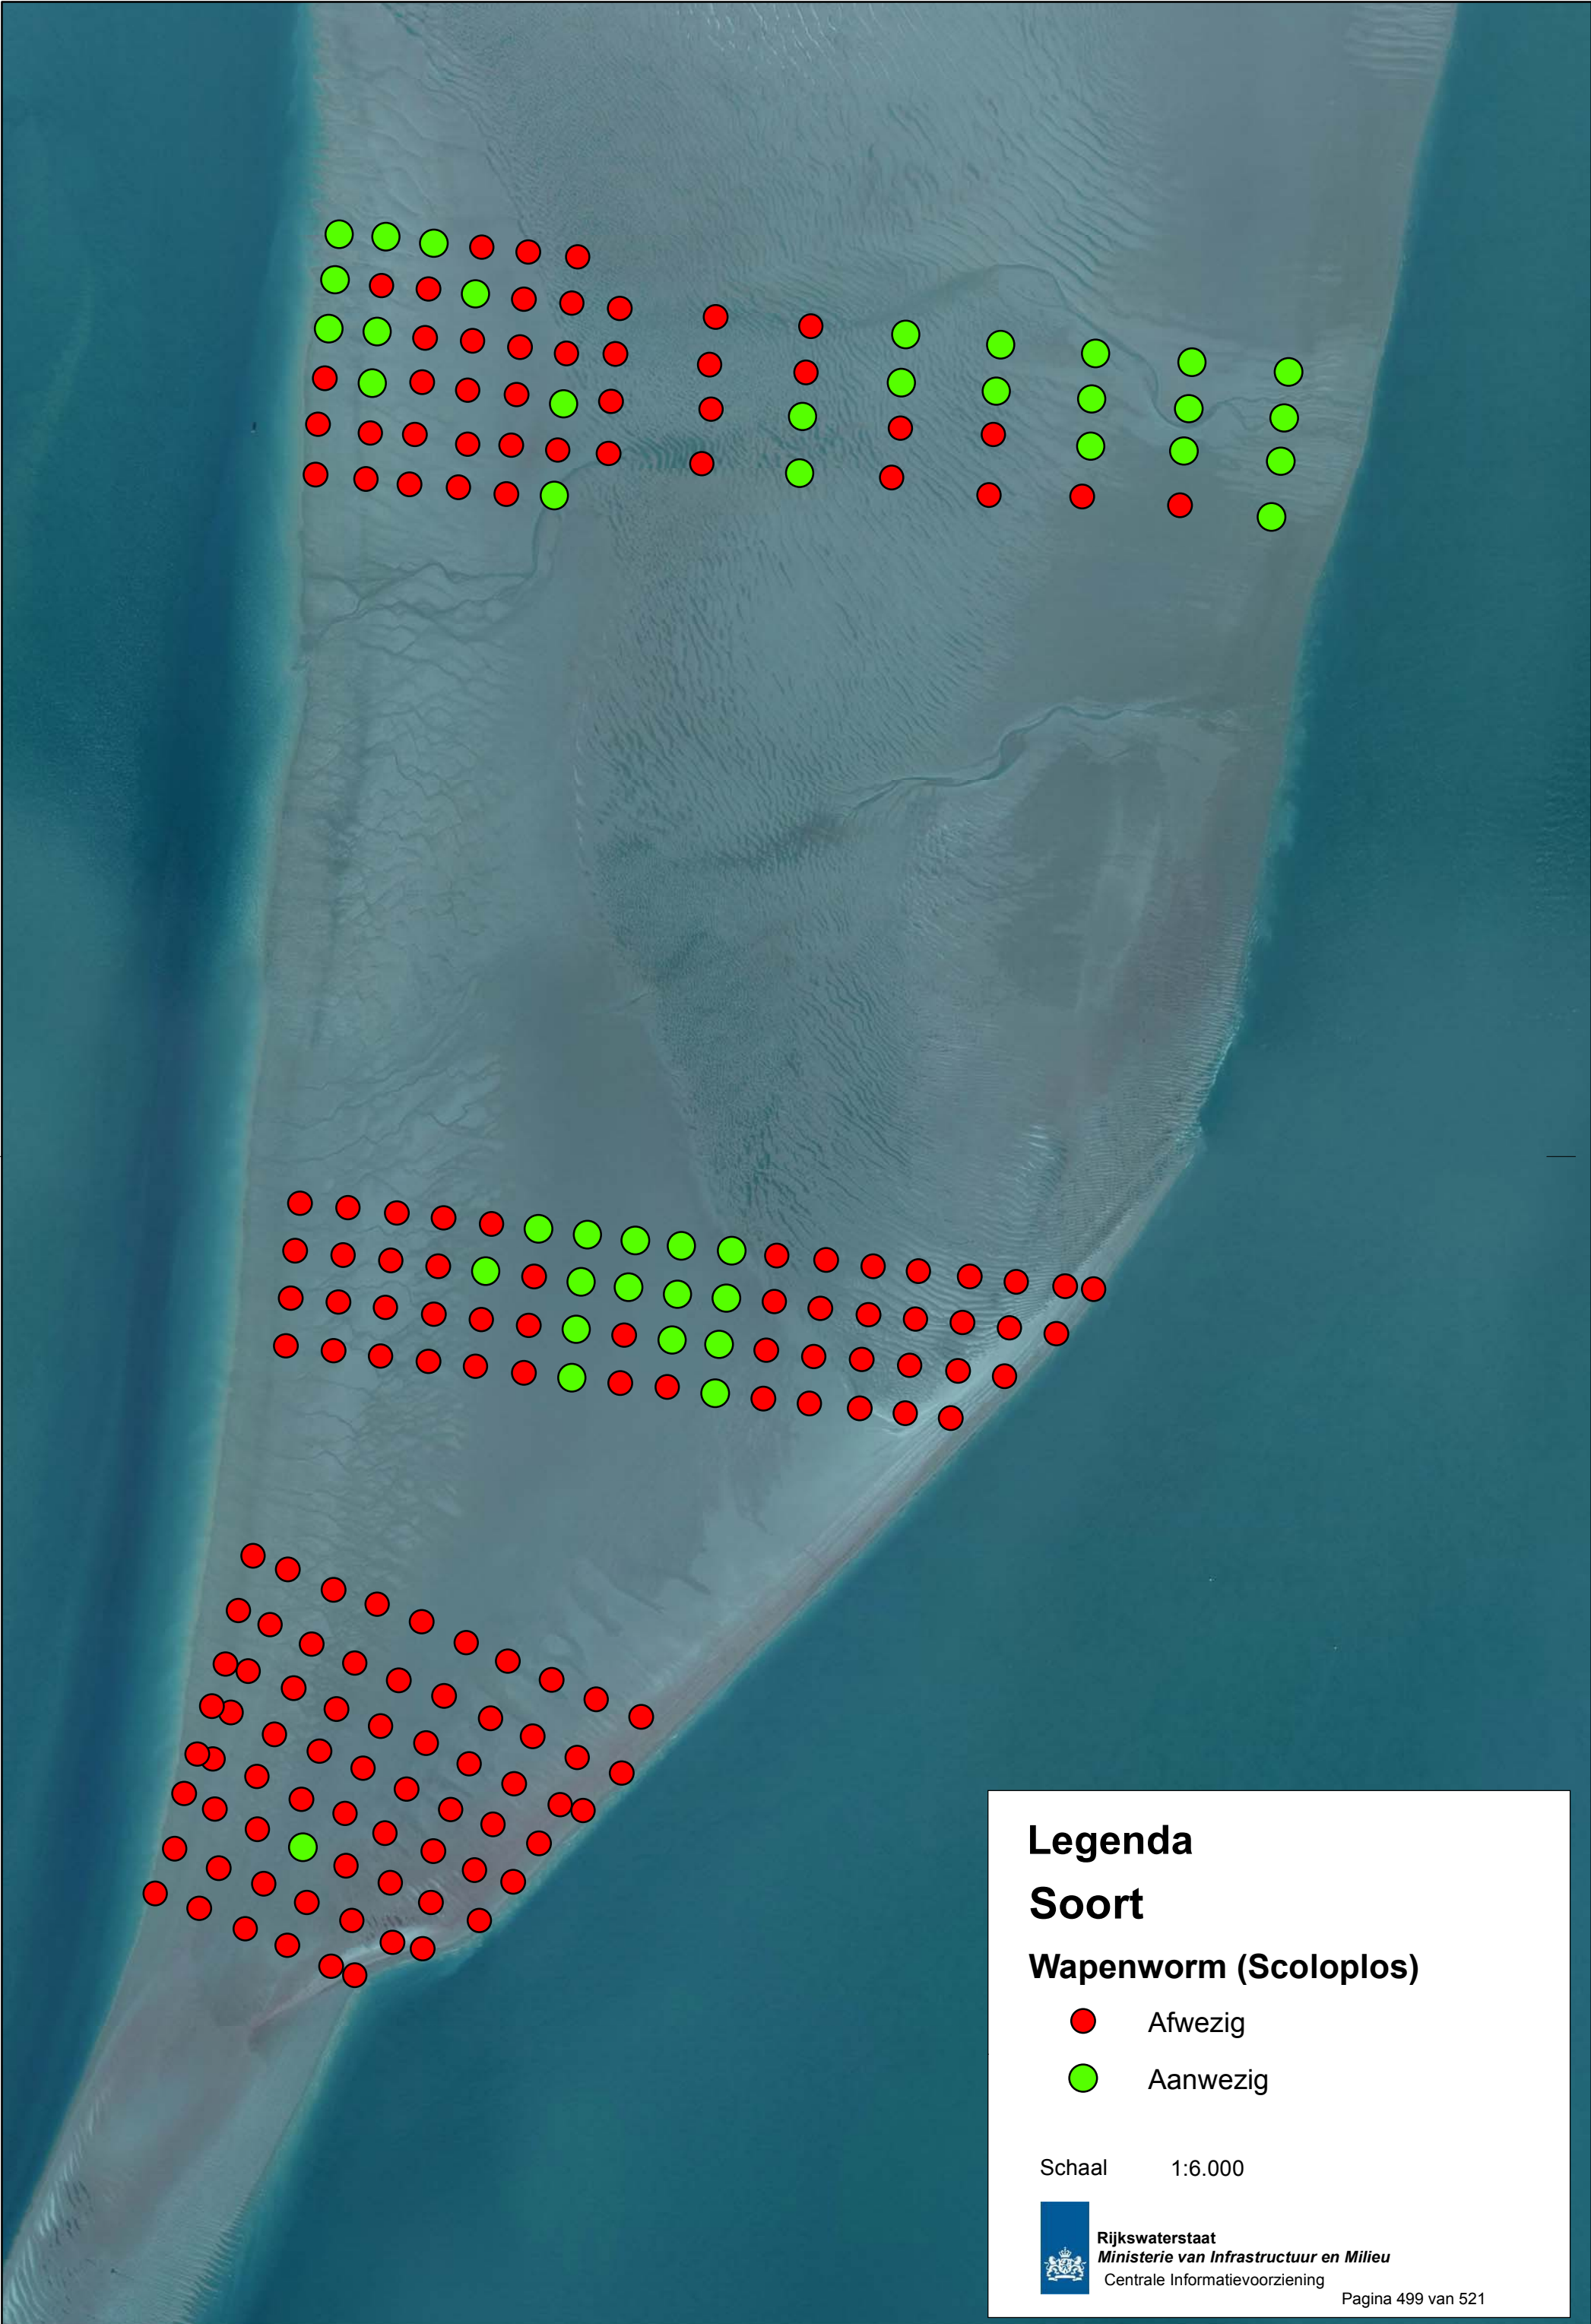 Legenda
Soort
Wapenworm (Scoloplos)
Afwezig
Aanwezig
Schaal 1:6.000
Rijkswaterstaat
Ministerie van Infrastructuur en Milieu
Centrale Informatievoorziening
Pagina 499 van 521